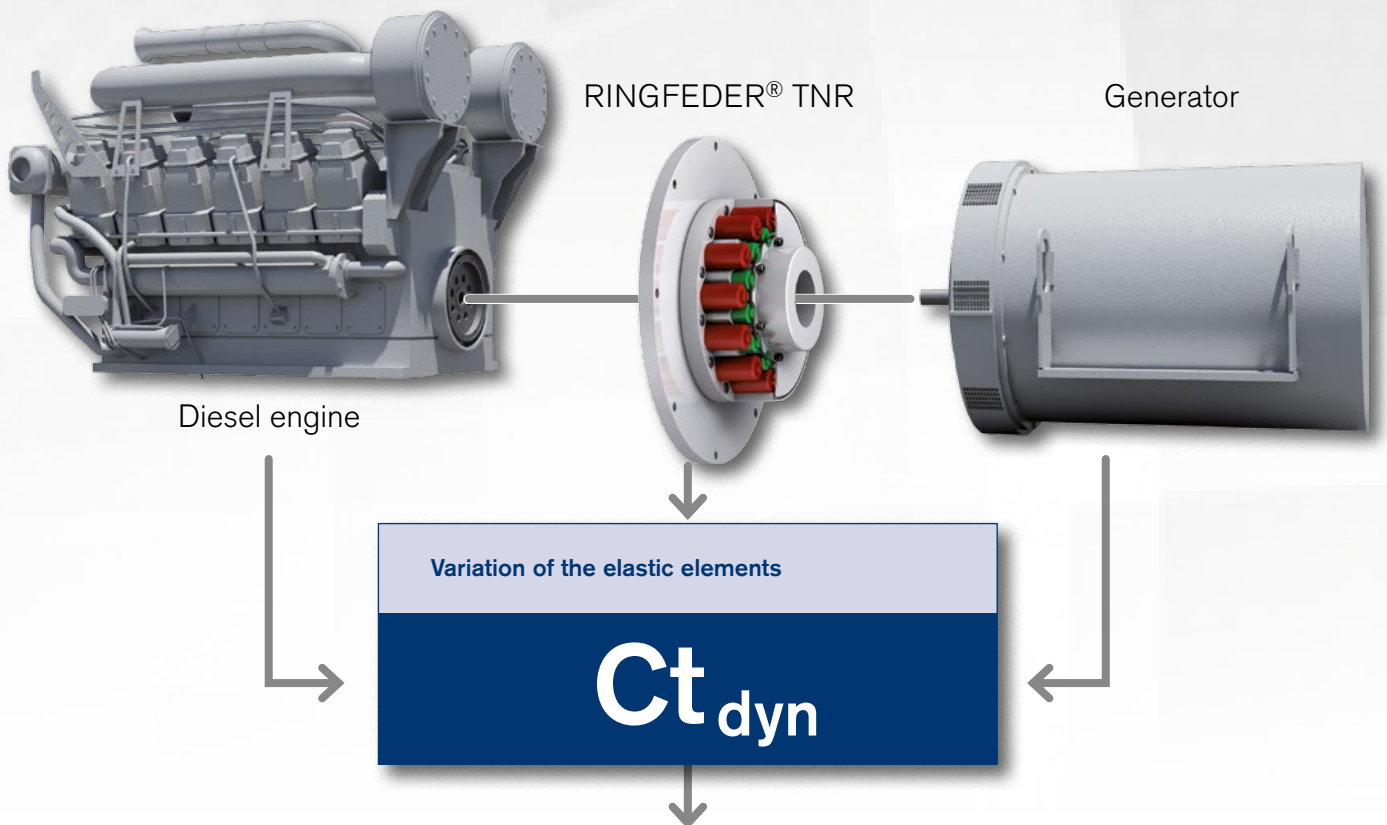 RINGFEDER® TNR
Generator
Diesel engine
Variation of the elastic elements
Ct dyn